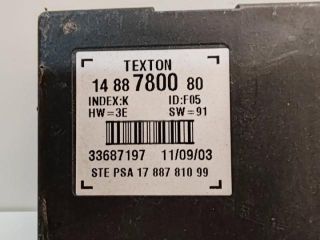 TEXTON
14 88 7800 80
INDEX:K ID:F05
HW=3E SW=91
33687197 11/09/03
STE PSA 17 887 810 99